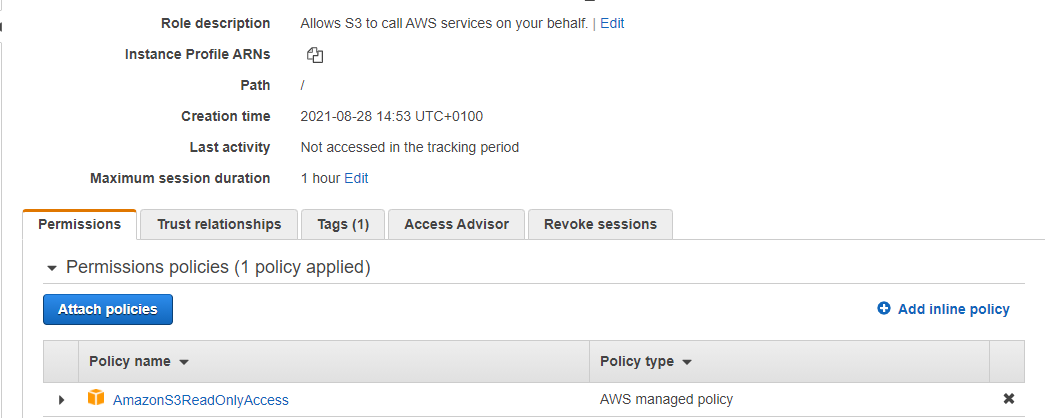 Role description Allows S3 to call AWS services on your behalf. | Edit
Instance Profile ARNs
Path /
Creation time 2021-08-28 14:53 UTC+0100
Last activity Not accessed in the tracking period
Maximum session duration 1 hour Edit
Permissions Trust relationships Tags (1) Access Advisor Revoke sessions
Permissions policies (1 policy applied)
Attach policies Add inline policy
Policy name Policy type
AmazonS3ReadOnlyAccess AWS managed policy